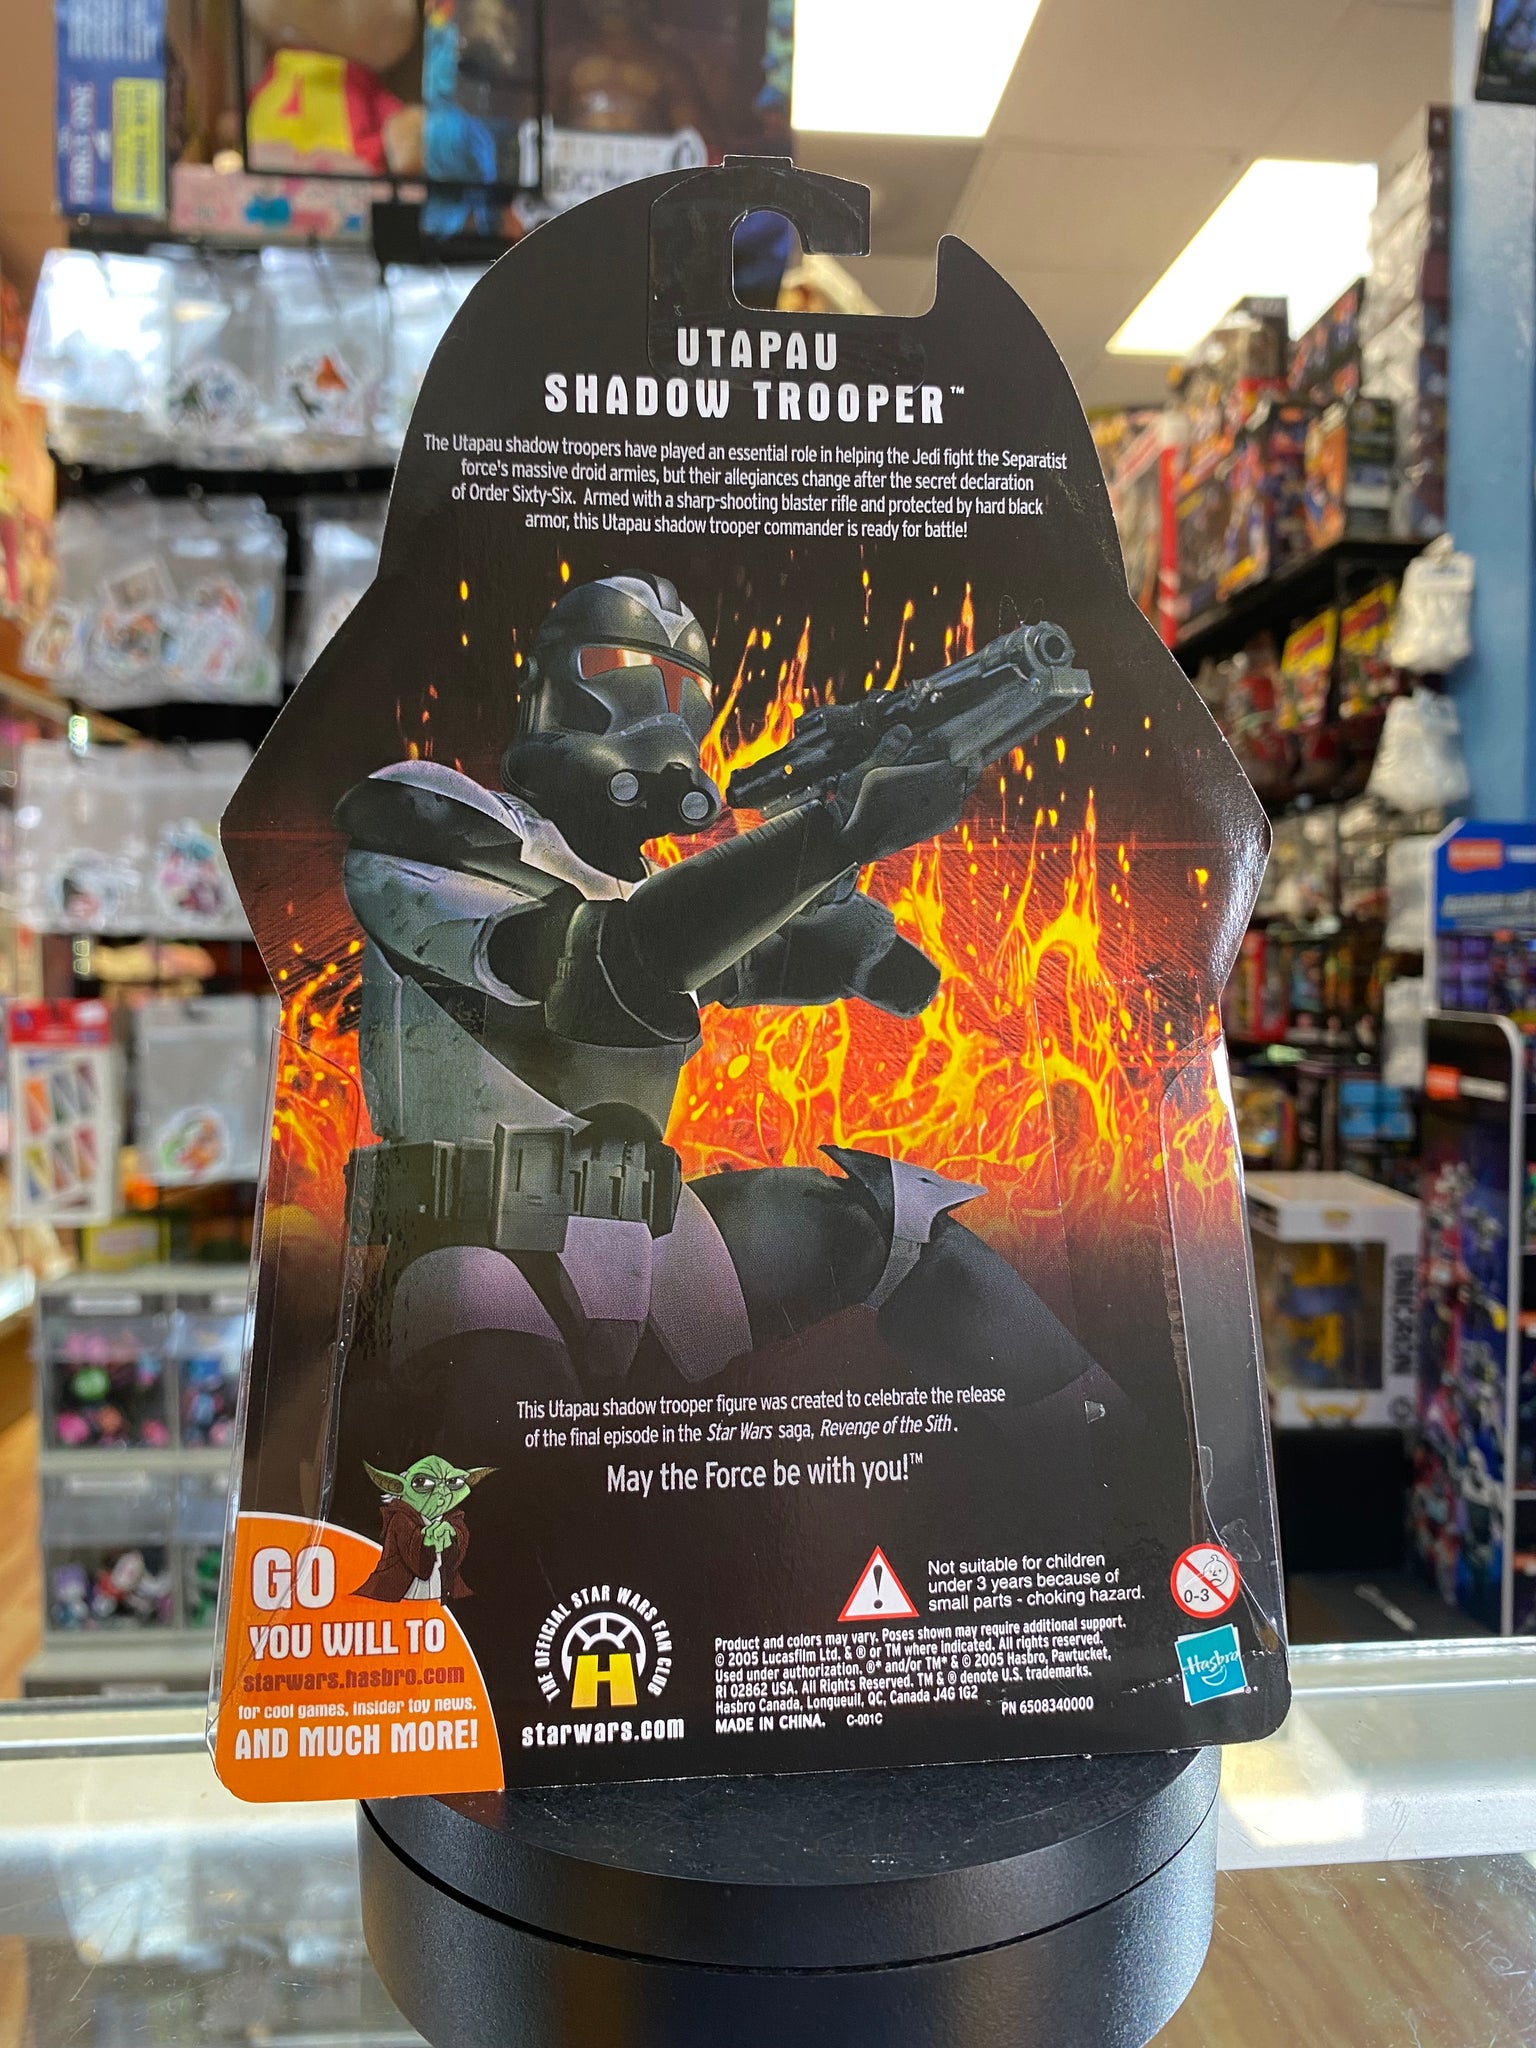 UTAPAU
SHADOW TROOPER™
The Utapau shadow troopers have played an essential role in helping the Jedi fight the Separatist
force's massive droid armies, but their allegiances change after the secret declaration
of Order Sixty-Six. Armed with a sharp-shooting blaster rifle and protected by hard black
armor, this Utapau shadow trooper commander is ready for battle!
This Utapau shadow trooper figure was created to celebrate the release
of the final episode in the Star Wars saga, Revenge of the Sith.
May the Force be with you!™
GO
YOU WILL TO
starwars.hasbro.com
for cool games, insider toy news,
AND MUCH MORE!
THE OFFICIAL STAR WARS FAN CLUB
H
starwars.com
!
Not suitable for children
under 3 years because of
small parts - choking hazard.
0-3
Product and colors may vary. Poses shown may require additional support.
© 2005 Lucasfilm Ltd. & ® or TM where indicated. All rights reserved.
Used under authorization. ®* and/or TM* & © 2005 Hasbro, Pawtucket,
RI 02862 USA. All Rights Reserved. TM & ® denote U.S. trademarks.
Hasbro Canada, Longueuil, QC, Canada J4G 1G2
MADE IN CHINA. C-001C
PN 6508340000
Hasbro
UNICRON